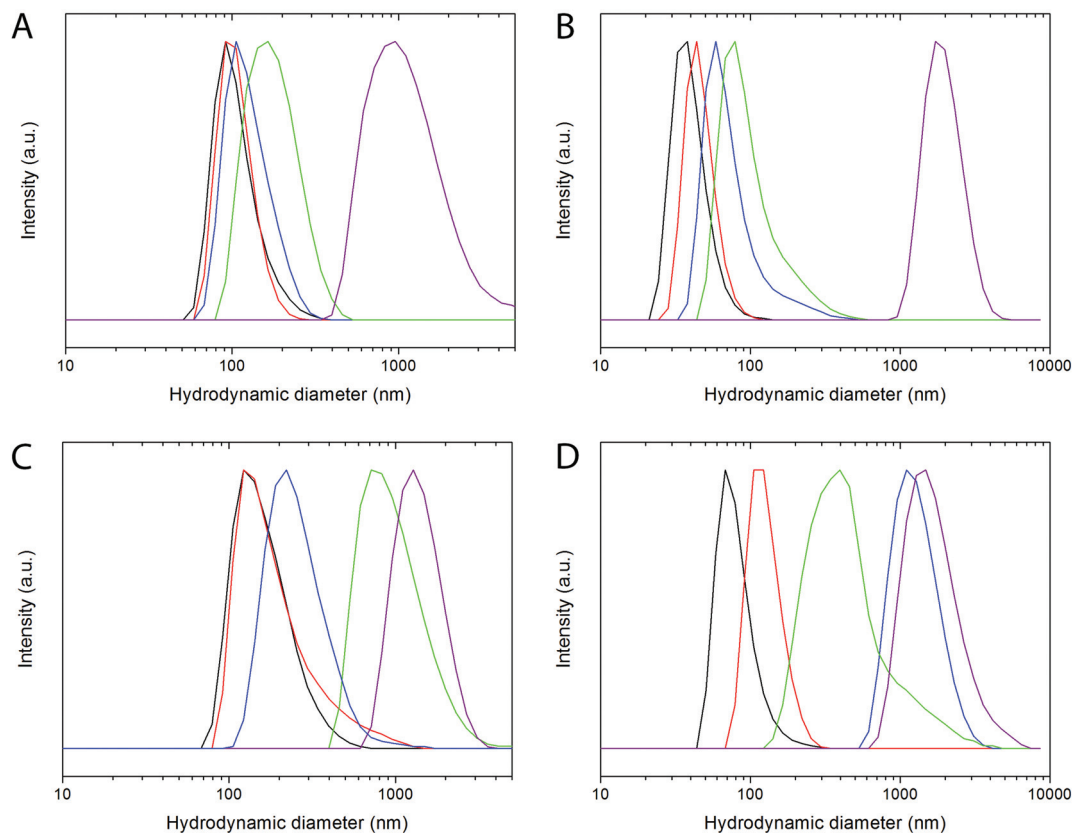 A
B
Intensity (a.u.)
Intensity (a.u.)
10 100 1000
10 100 1000 10000
Hydrodynamic diameter (nm)
Hydrodynamic diameter (nm)
C
D
Intensity (a.u.)
Intensity (a.u.)
10 100 1000
10 100 1000 10000
Hydrodynamic diameter (nm)
Hydrodynamic diameter (nm)